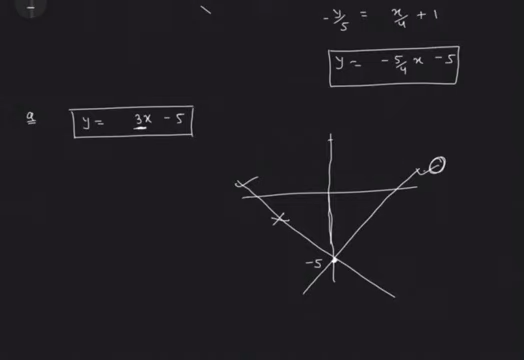 -y/5 = x/4 + 1
y = -5/4 x - 5
a y = 3x - 5
-5